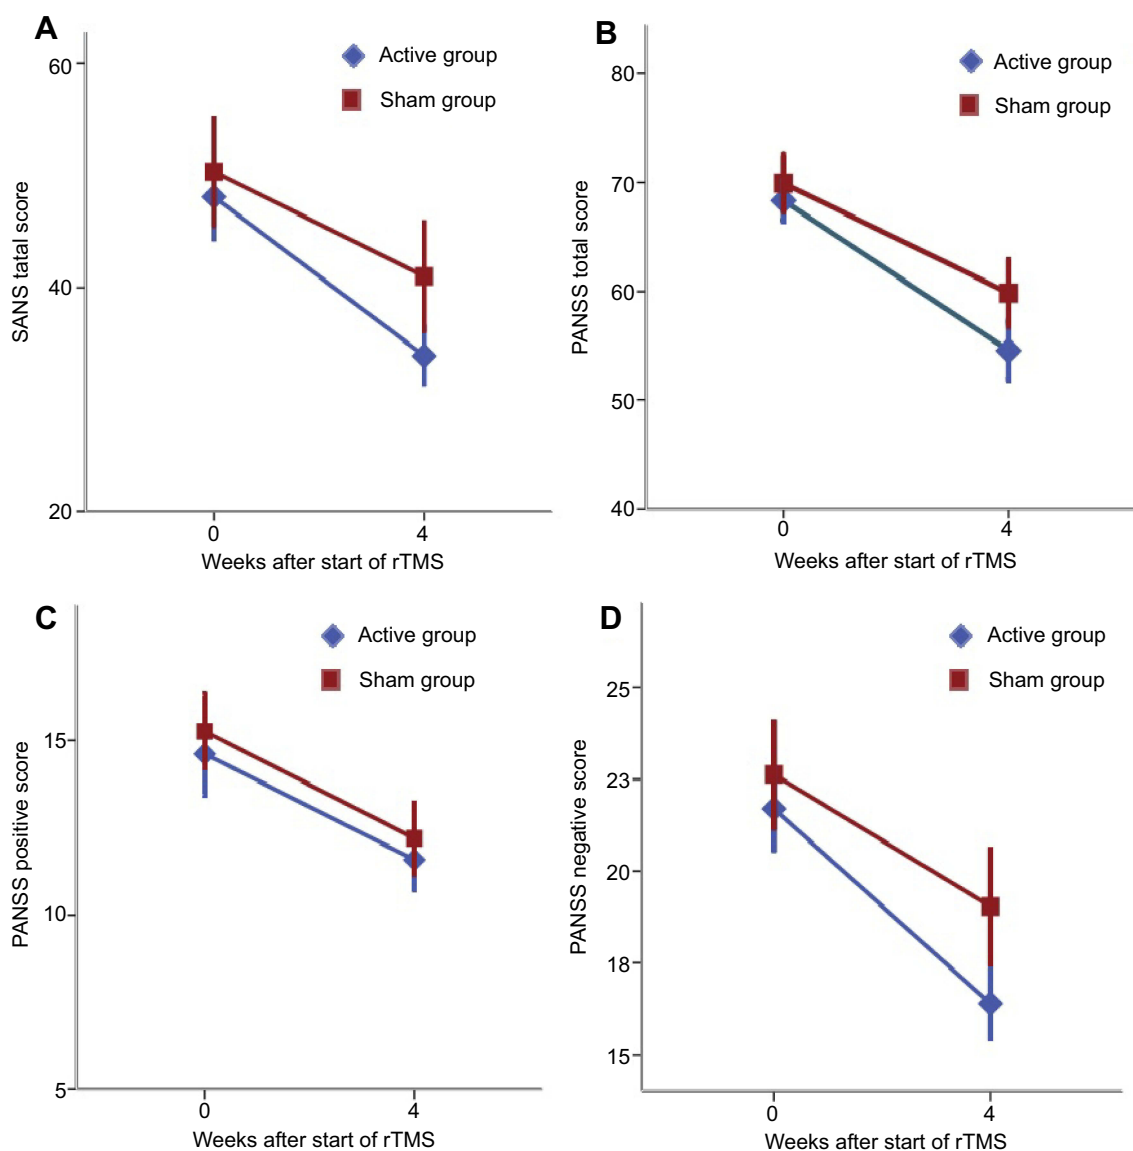 A
Active group
Sham group
60
40
20
SANS tatal score
0
4
Weeks after start of rTMS
B
Active group
Sham group
80
70
60
50
40
PANSS total score
0
4
Weeks after start of rTMS
C
Active group
Sham group
15
10
5
PANSS positive score
0
4
Weeks after start of rTMS
D
Active group
Sham group
25
23
20
18
15
PANSS negative score
0
4
Weeks after start of rTMS